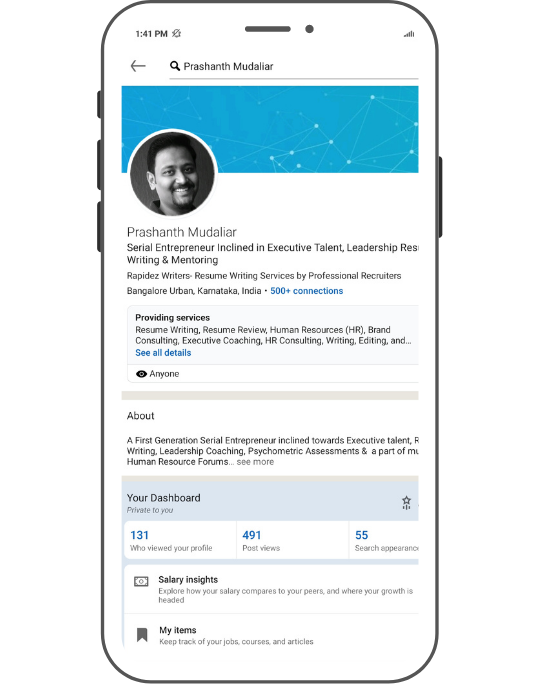 1:41 PM
Prashanth Mudaliar
Prashanth Mudaliar
Serial Entrepreneur Inclined in Executive Talent, Leadership
Writing & Mentoring
Rapidez Writers- Resume Writing Services by Professional Recruiters
Bangalore Urban, Karnataka, India • 500+ connections
Providing services
Resume Writing, Resume Review, Human Resources (HR), Brand
Consulting, Executive Coaching, HR Consulting, Writing, Editing, and...
See all details
Anyone
About
A First Generation Serial Entrepreneur inclined towards Executive talent,
Writing, Leadership Coaching, Psychometric Assessments & a part of
Human Resource Forums... see more
Your Dashboard
Private to you
131 491 55
Who viewed your profile Post views Search
Salary insights
Explore how your salary compares to your peers, and where your growth is
headed
My items
Keep track of your jobs, courses, and articles